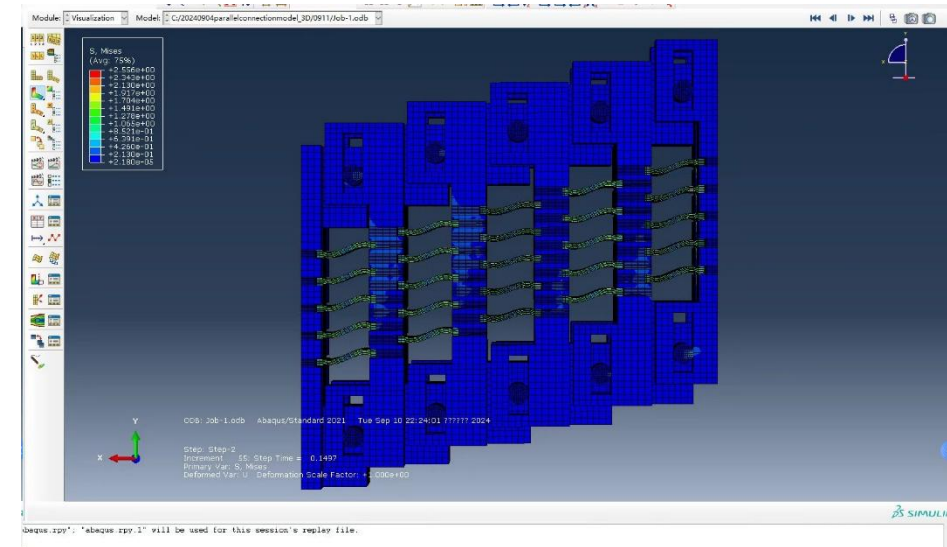 Module: Visualization Model: C:/20240904parallelconnectionmodel_3D/0911/Job-1.odb
S, Mises
(Avg: 75%)
+2.556e+00
+2.343e+00
+2.130e+00
+1.917e+00
+1.704e+00
+1.491e+00
+1.278e+00
+1.065e+00
+8.521e-01
+6.391e-01
+4.260e-01
+2.130e-01
+2.180e-05
Y
X
ODB: Job-1.odb Abaqus/Standard 2021 Tue Sep 10 22:24:01 ?????? 2024
Step: Step-2
Increment 55: Step Time = 0.1497
Primary Var: S, Mises
Deformed Var: U Deformation Scale Factor: +1.000e+00
SIMULI
baqus.rpy"; "abaqus.rpy.1" will be used for this session's replay file.